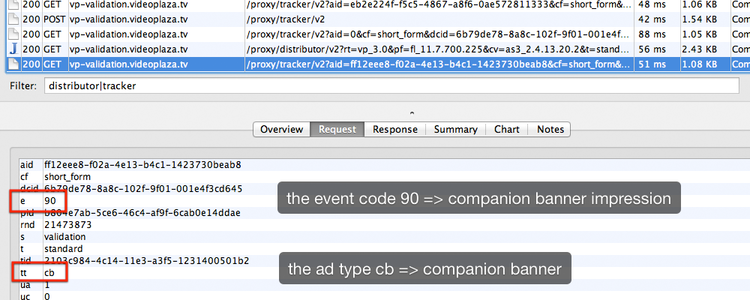 200 GET vp-validation.videoplaza.tv /proxy/tracker/v2?aid=eb2e224f-f5c5-4867-a8f6-0ae572811333&cf=short_form&... 48 ms 1.06 KB Com
200 POST vp-validation.videoplaza.tv /proxy/tracker/v2 42 ms 1.54 KB Com
200 GET vp-validation.videoplaza.tv /proxy/tracker/v2?aid=0&cf=short_form&dcid=6b79de78-8a8c-102f-9f01-001e4f... 88 ms 1.05 KB Com
J 200 GET vp-validation.videoplaza.tv /proxy/distributor/v2?rt=vp_3.0&pf=fl_11.7.700.225&cv=as3_2.4.13.20.2&t=stand... 56 ms 2.43 KB Com
200 GET vp-validation.videoplaza.tv /proxy/tracker/v2?aid=ff12eee8-f02a-4e13-b4c1-1423730beab8&cf=short_form&... 51 ms 1.08 KB Com
Filter: distributor|tracker
Overview Request Response Summary Chart Notes
aid ff12eee8-f02a-4e13-b4c1-1423730beab8
cf short_form
dcid 6b79de78-8a8c-102f-9f01-001e4f3cd645
e 90 the event code 90 => companion banner impression
pid b804e7ab-5ce6-46c4-af9f-6cab0e14ddae
rnd 21473873
s validation
t standard
tid 2103c984-4c14-11e3-a3f5-1231400501b2
tt cb the ad type cb => companion banner
ua 1
uc 0